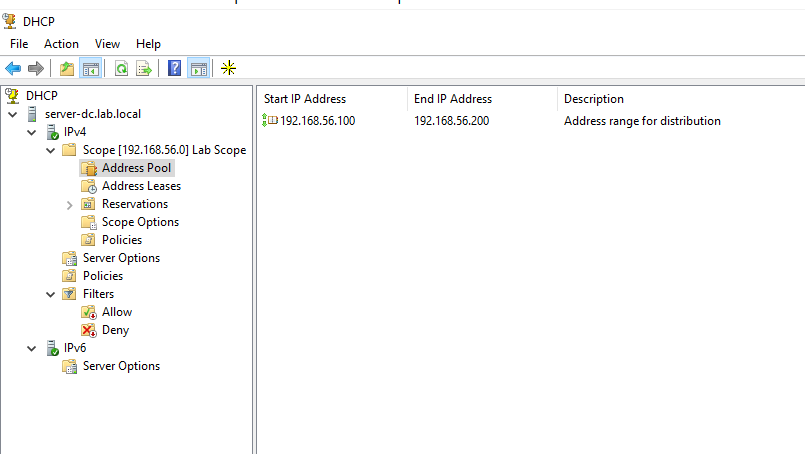 DHCP
File Action View Help
DHCP
server-dc.lab.local
IPv4
Scope [192.168.56.0] Lab Scope
Address Pool
Address Leases
Reservations
Scope Options
Policies
Server Options
Policies
Filters
Allow
Deny
IPv6
Server Options
Start IP Address End IP Address Description
192.168.56.100 192.168.56.200 Address range for distribution